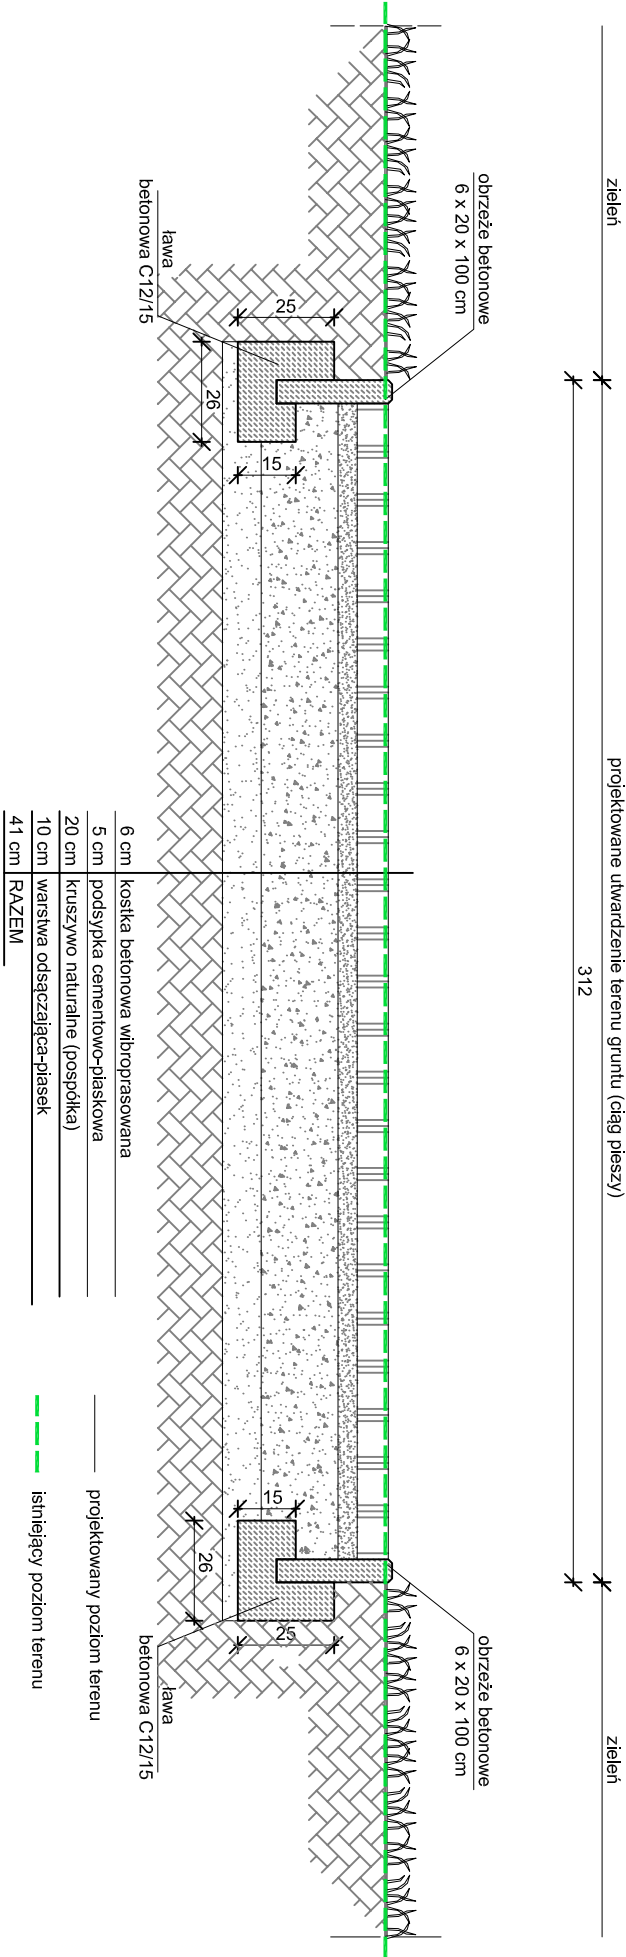 zieleń
projektowane utwardzenie terenu gruntu (ciąg pieszy)
zieleń
312
obrzeże betonowe
6 x 20 x 100 cm
obrzeże betonowe
6 x 20 x 100 cm
25
15
26
15
25
26
ława
betonowa C12/15
ława
betonowa C12/15
6 cm kostka betonowa wibroprasowana
5 cm podsypka cementowo-piaskowa
20 cm kruszywo naturalne (pospółka)
10 cm warstwa odsączająca-piasek
41 cm RAZEM
projektowany poziom terenu
istniejący poziom terenu